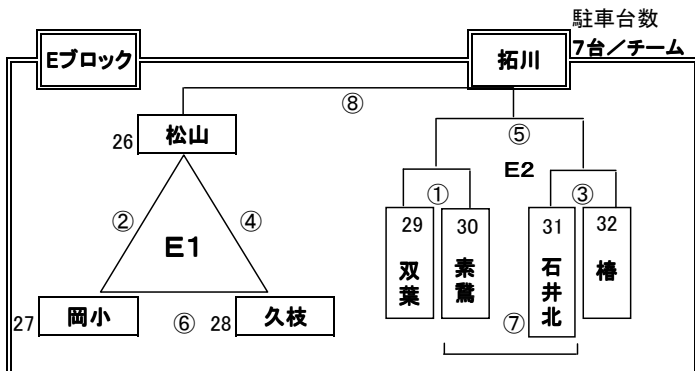 駐車台数
Eブロック
拓川
7台／チーム
⑧
26 松山
⑤
E2
① ③
② ④
29 30 31 32
双葉
素鵞
石井北
椿
E1
27 岡小
⑥
28 久枝
⑦